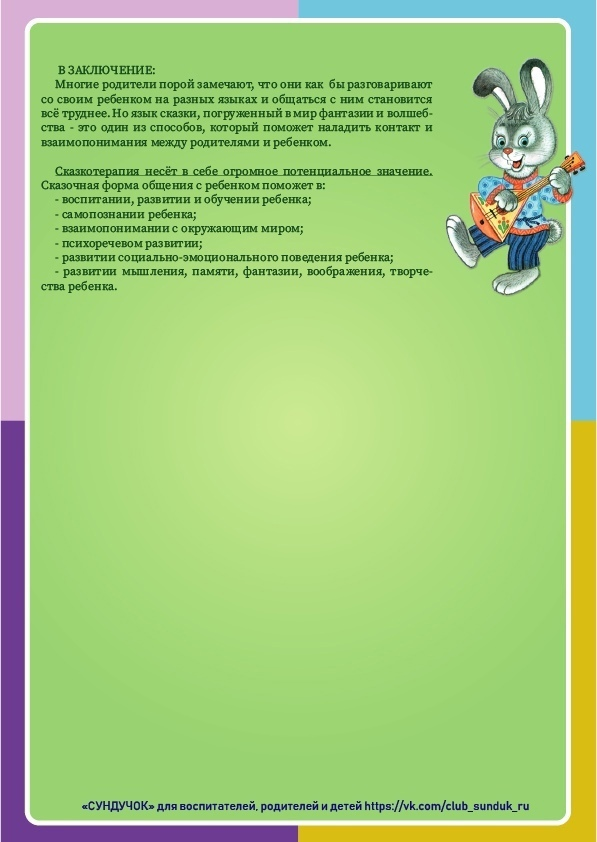 В ЗАКЛЮЧЕНИЕ:
Многие родители порой замечают, что они как бы разговаривают
со своим ребенком на разных языках и общаться с ним становится
всё труднее. Но язык сказки, погруженный в мир фантазии и волшеб-
ства - это один из способов, который поможет наладить контакт и
взаимопонимания между родителями и ребенком.
Сказкотерапия несёт в себе огромное потенциальное значение.
Сказочная форма общения с ребенком поможет в:
- воспитании, развитии и обучении ребенка;
- самопознании ребенка;
- взаимопонимании с окружающим миром;
- психоречевом развитии;
- развитии социально-эмоционального поведения ребенка;
- развитии мышления, памяти, фантазии, воображения, творче-
ства ребенка.
«СУНДУЧОК» для воспитателей, родителей и детей https://vk.com/club_sunduk_ru